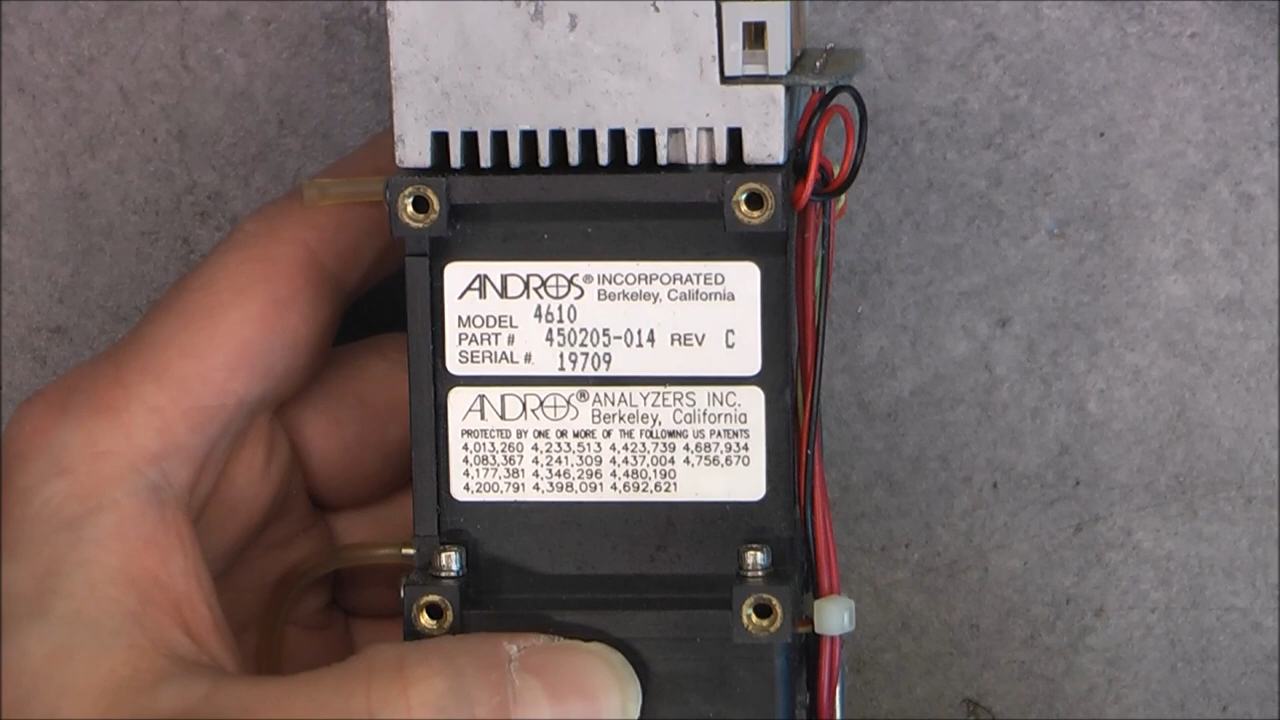 ANDROS® INCORPORATED
Berkeley, California
MODEL 4610
PART # 450205-014 REV C
SERIAL #. 19709
ANDROS® ANALYZERS INC.
Berkeley, California
PROTECTED BY ONE OR MORE OF THE FOLLOWING US PATENTS
4,013,260 4,233,513 4,423,739 4,687,934
4,083,367 4,241,309 4,437,004 4,756,670
4,177,381 4,346,296 4,480,190
4,200,791 4,398,091 4,692,621